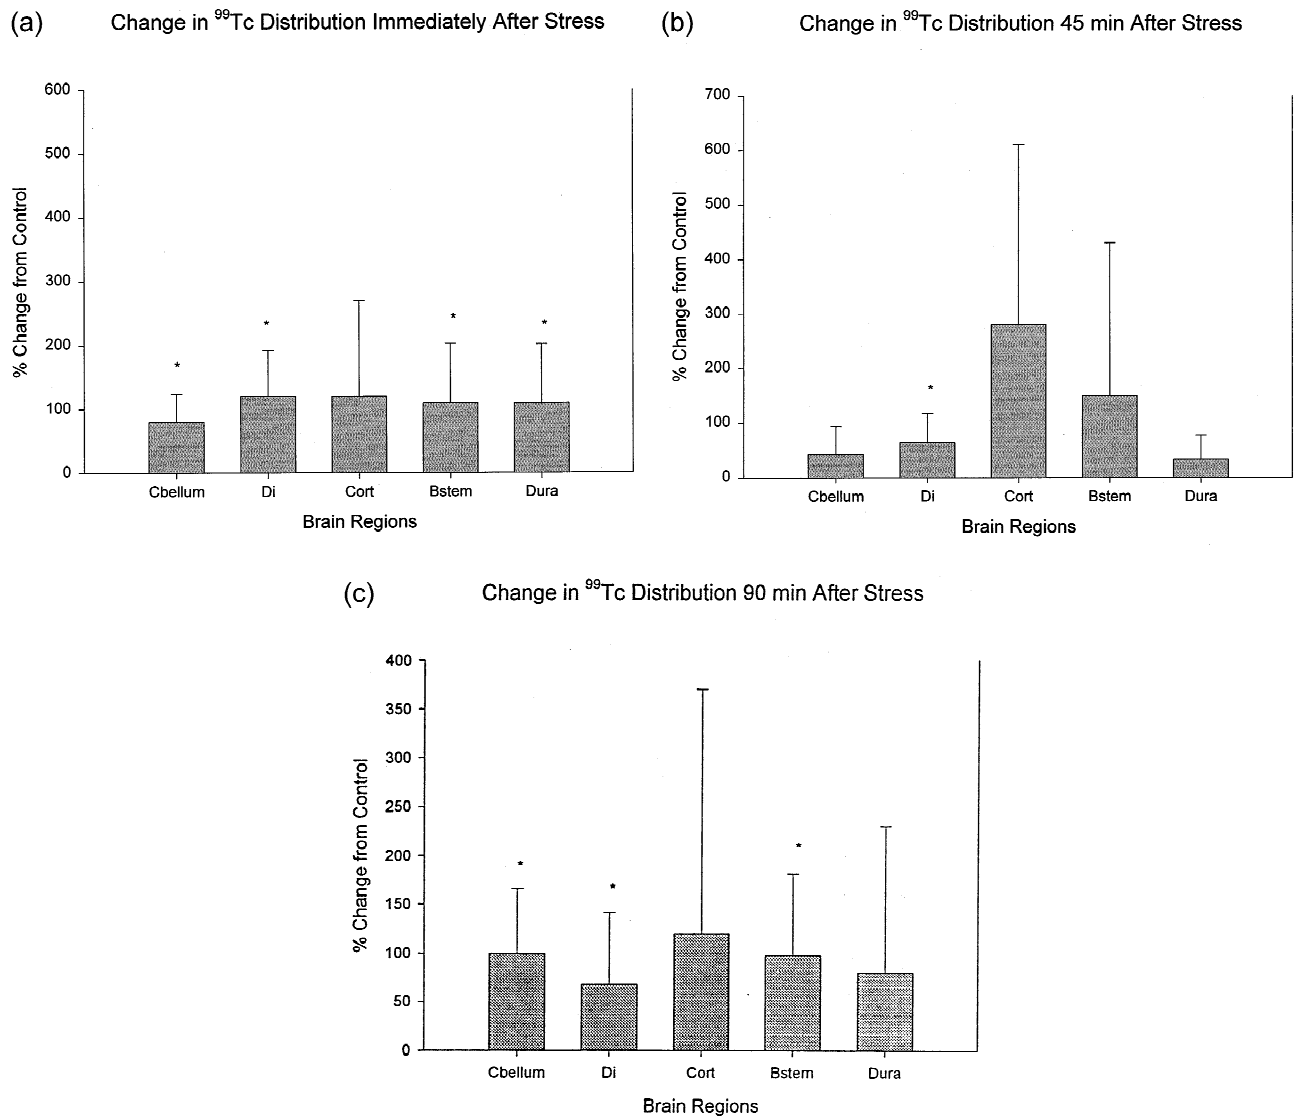 (a) Change in ⁹⁹Tc Distribution Immediately After Stress
% Change from Control
600
500
400
300
200
100
0
*
*
*
*
Cbellum Di Cort Bstem Dura
Brain Regions
(b) Change in ⁹⁹Tc Distribution 45 min After Stress
% Change from Control
700
600
500
400
300
200
100
0
*
Cbellum Di Cort Bstem Dura
Brain Regions
(c) Change in ⁹⁹Tc Distribution 90 min After Stress
% Change from Control
400
350
300
250
200
150
100
50
0
*
*
*
Cbellum Di Cort Bstem Dura
Brain Regions